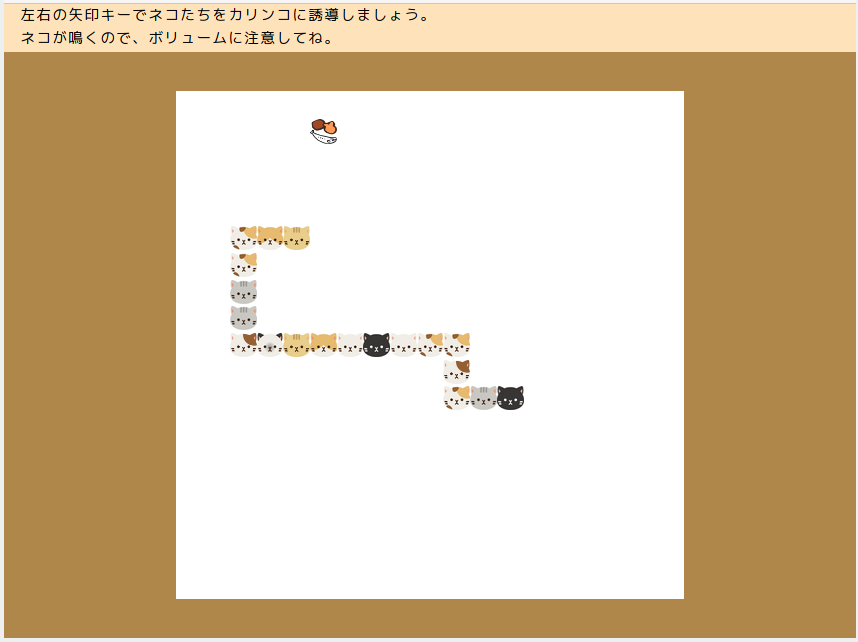 左右の矢印キーでネコたちをカリンコに誘導しましょう。
ネコが鳴くので、ボリュームに注意してね。